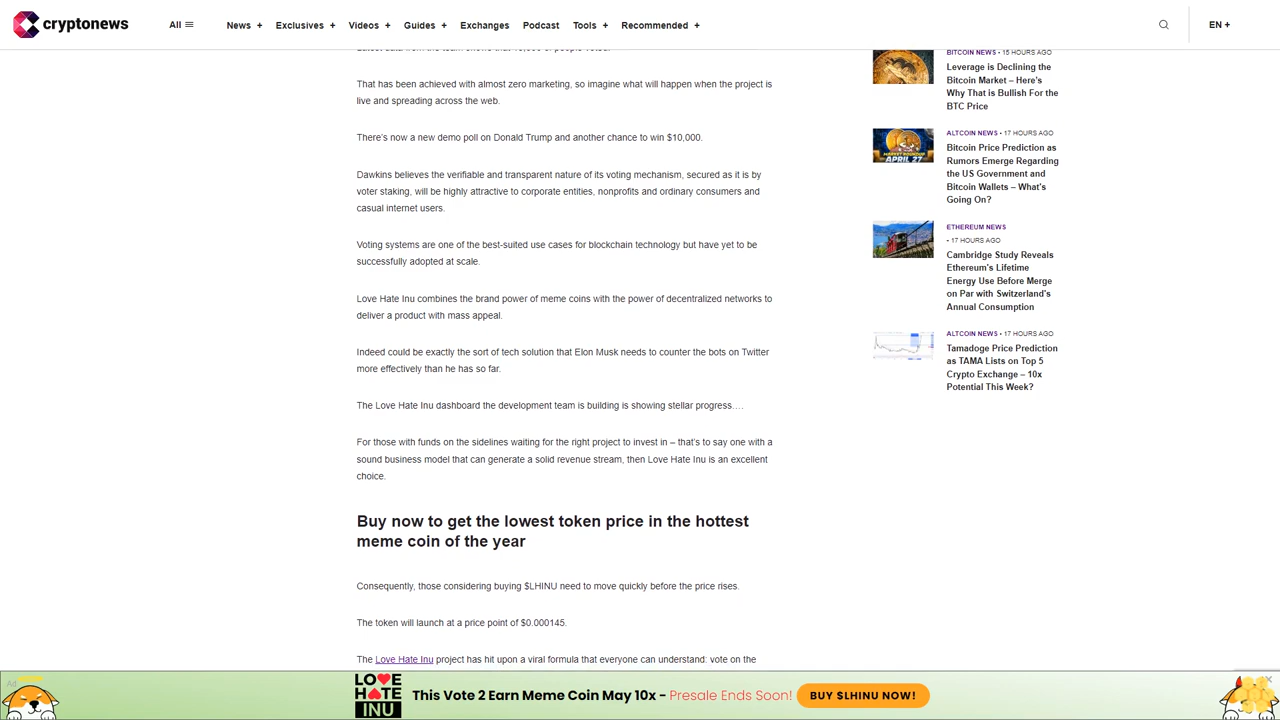 cryptonews
All
News +
Exclusives +
Videos +
Guides +
Exchanges
Podcast
Tools +
Recommended +
EN +
That has been achieved with almost zero marketing, so imagine what will happen when the project is
live and spreading across the web.
There's now a new demo poll on Donald Trump and another chance to win $10,000.
Dawkins believes the verifiable and transparent nature of its voting mechanism, secured as it is by
voter staking, will be highly attractive to corporate entities, nonprofits and ordinary consumers and
casual internet users.
Voting systems are one of the best-suited use cases for blockchain technology but have yet to be
successfully adopted at scale.
Love Hate Inu combines the brand power of meme coins with the power of decentralized networks to
deliver a product with mass appeal.
Indeed could be exactly the sort of tech solution that Elon Musk needs to counter the bots on Twitter
more effectively than he has so far.
The Love Hate Inu dashboard the development team is building is showing stellar progress….
For those with funds on the sidelines waiting for the right project to invest in – that's to say one with a
sound business model that can generate a solid revenue stream, then Love Hate Inu is an excellent
choice.
Buy now to get the lowest token price in the hottest
meme coin of the year
Consequently, those considering buying $LHINU need to move quickly before the price rises.
The token will launch at a price point of $0.000145.
The Love Hate Inu project has hit upon a viral formula that everyone can understand: vote on the
BITCOIN NEWS • 15 HOURS AGO
Leverage is Declining the
Bitcoin Market – Here's
Why That is Bullish For the
BTC Price
MARKET ROUNDUP
APRIL 27
ALTCOIN NEWS • 17 HOURS AGO
Bitcoin Price Prediction as
Rumors Emerge Regarding
the US Government and
Bitcoin Wallets – What's
Going On?
ETHEREUM NEWS
• 17 HOURS AGO
Cambridge Study Reveals
Ethereum's Lifetime
Energy Use Before Merge
on Par with Switzerland's
Annual Consumption
ALTCOIN NEWS • 17 HOURS AGO
Tamadoge Price Prediction
as TAMA Lists on Top 5
Crypto Exchange – 10x
Potential This Week?
Ad
LOVE
HATE
INU
This Vote 2 Earn Meme Coin May 10x - Presale Ends Soon!
BUY $LHINU NOW!